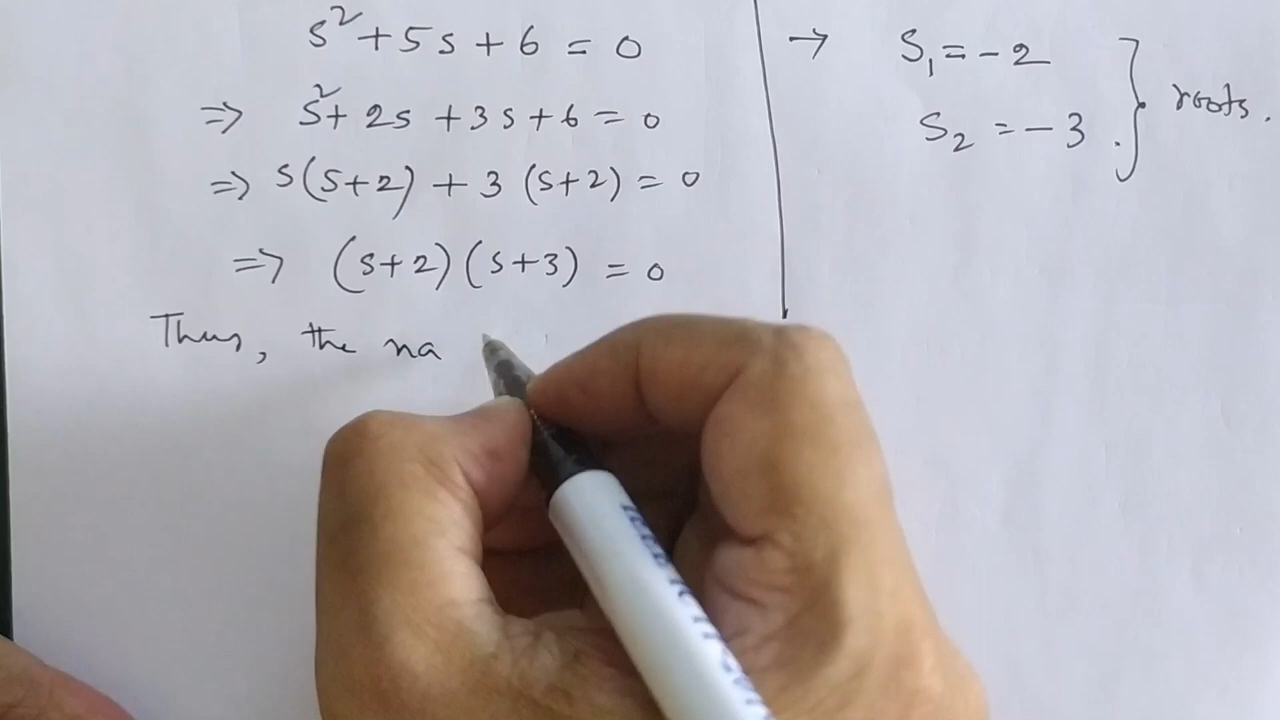 s²+5s+6=0
⇒ s²+2s+3s+6=0
⇒ s(s+2)+3(s+2)=0
⇒ (s+2)(s+3)=0
Thus, the na
→ S₁=-2
S₂=-3
} roots.